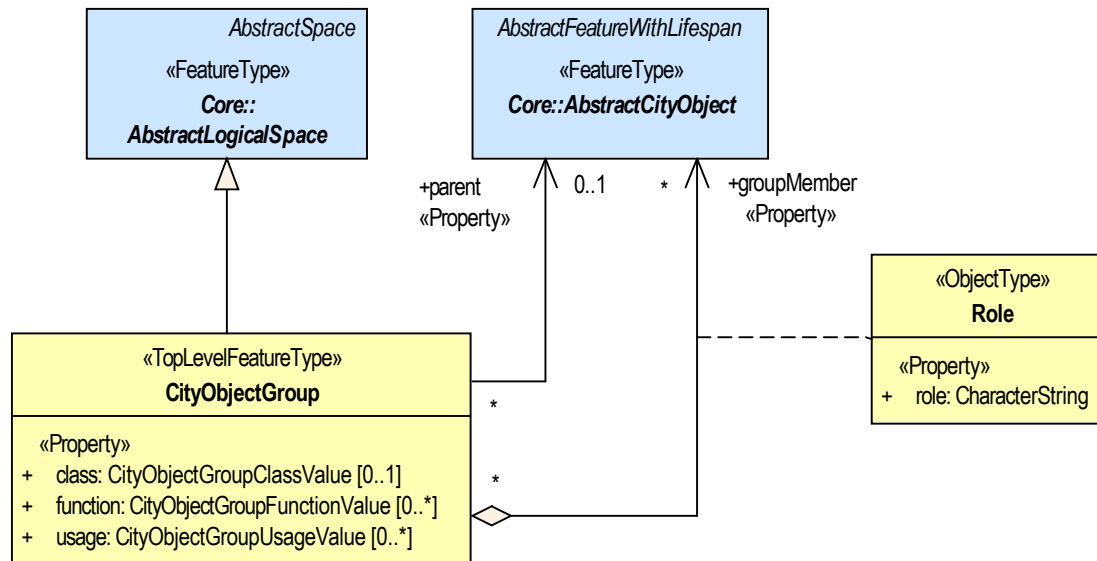 AbstractSpace
«FeatureType»
Core::
AbstractLogicalSpace
AbstractFeatureWithLifespan
«FeatureType»
Core::AbstractCityObject
+parent
«Property»
0..1
*
+groupMember
«Property»
«ObjectType»
Role
«Property»
+ role: CharacterString
«TopLevelFeatureType»
CityObjectGroup
«Property»
+ class: CityObjectGroupClassValue [0..1]
+ function: CityObjectGroupFunctionValue [0..*]
+ usage: CityObjectGroupUsageValue [0..*]
*
*